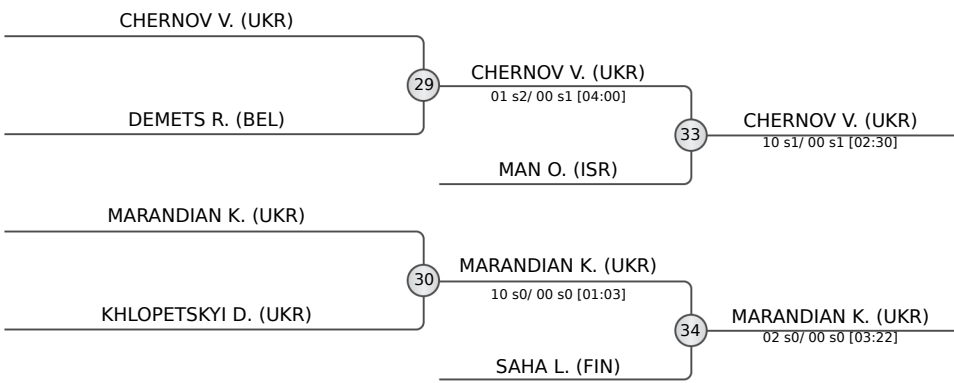 CHERNOV V. (UKR)
29
CHERNOV V. (UKR)
01 s2/ 00 s1 [04:00]
DEMETS R. (BEL)
33
CHERNOV V. (UKR)
10 s1/ 00 s1 [02:30]
MAN O. (ISR)
MARANDIAN K. (UKR)
30
MARANDIAN K. (UKR)
10 s0/ 00 s0 [01:03]
KHLOPETSKYI D. (UKR)
34
MARANDIAN K. (UKR)
02 s0/ 00 s0 [03:22]
SAHA L. (FIN)